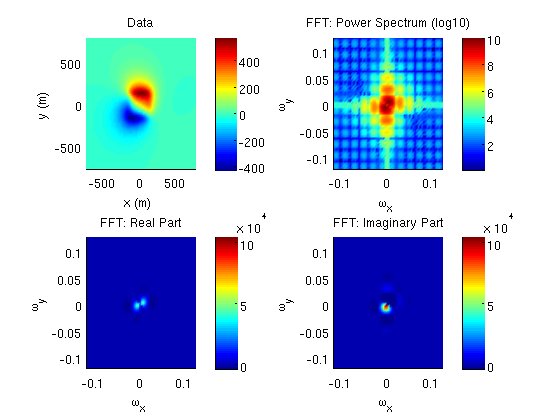 Data
500
0
−500
y (m)
−500 0 500
x (m)
400
200
0
−200
−400
FFT: Power Spectrum (log10)
0.1
0.05
0
−0.05
−0.1
ω_y
−0.1 0 0.1
ω_x
10
8
6
4
2
FFT: Real Part
0.1
0.05
0
−0.05
−0.1
ω_y
−0.1 0 0.1
ω_x
× 10^4
10
5
0
FFT: Imaginary Part
0.1
0.05
0
−0.05
−0.1
ω_y
−0.1 0 0.1
ω_x
× 10^4
10
5
0